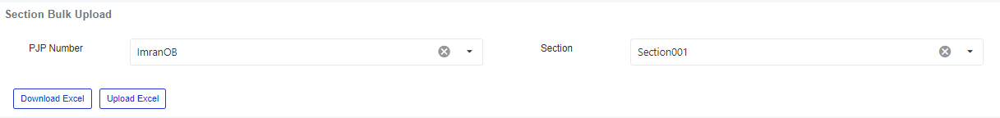 Section Bulk Upload
PJP Number ImranOB Section Section001
Download Excel Upload Excel